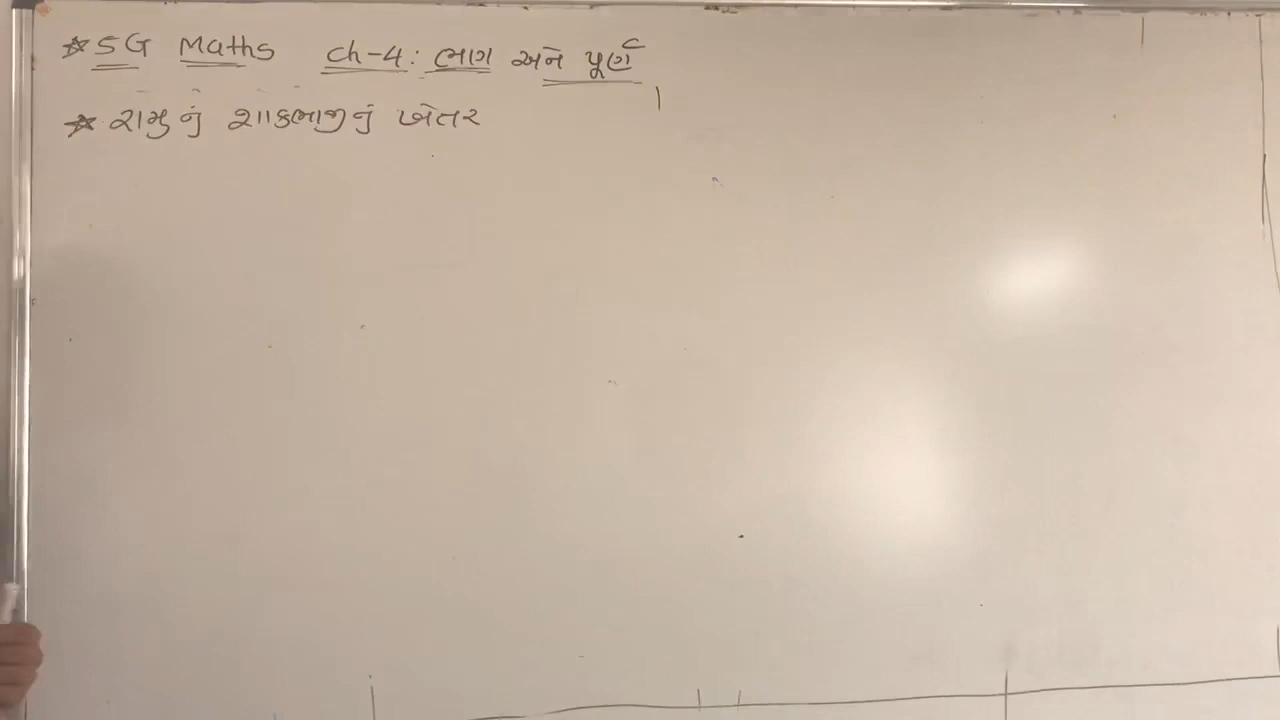 ☆ 5G Maths Ch-4: ભાગ અને પૂર્ણ
☆ રામુનું શાકભાજીનું ખેતર